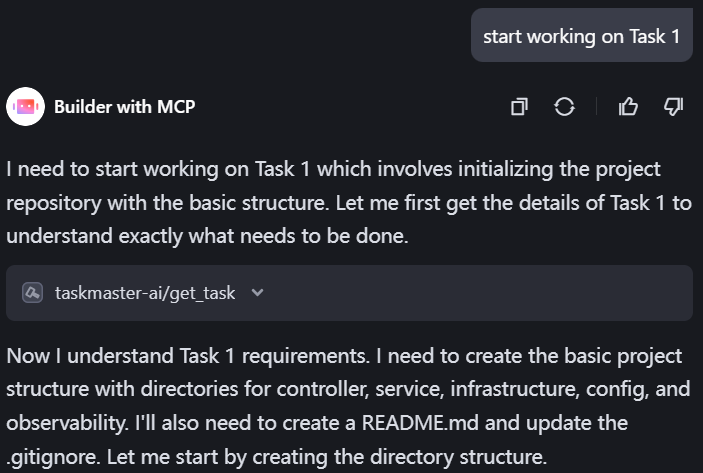 start working on Task 1
Builder with MCP
I need to start working on Task 1 which involves initializing the project
repository with the basic structure. Let me first get the details of Task 1 to
understand exactly what needs to be done.
taskmaster-ai/get_task
Now I understand Task 1 requirements. I need to create the basic project
structure with directories for controller, service, infrastructure, config, and
observability. I'll also need to create a README.md and update the
.gitignore. Let me start by creating the directory structure.